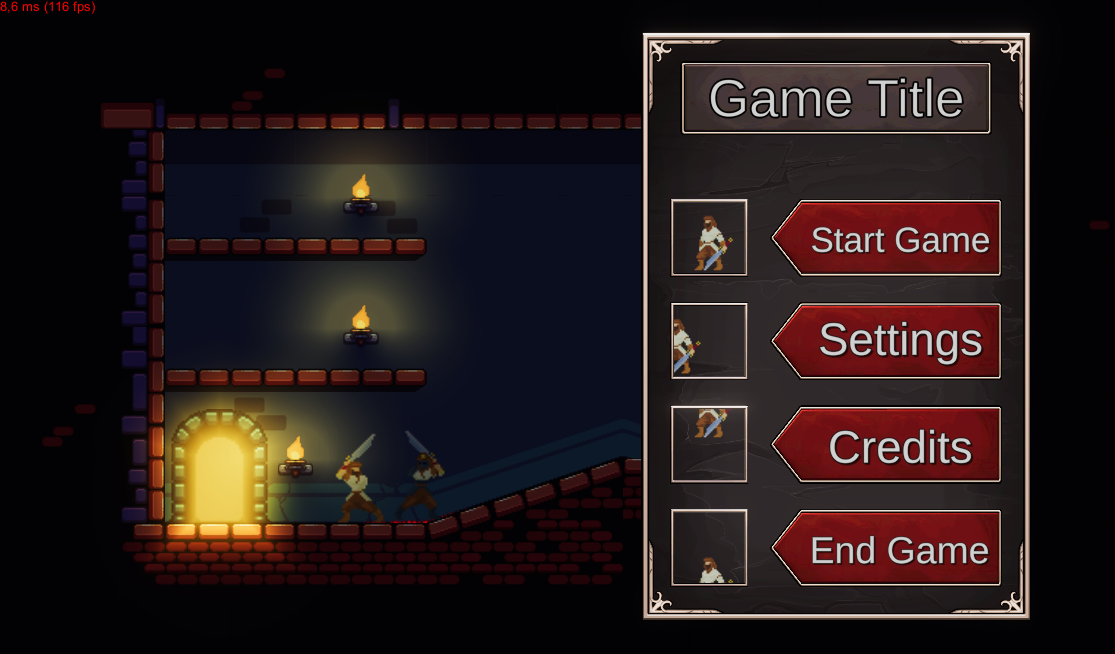 8,6 ms (116 fps)
Game Title
Start Game
Settings
Credits
End Game